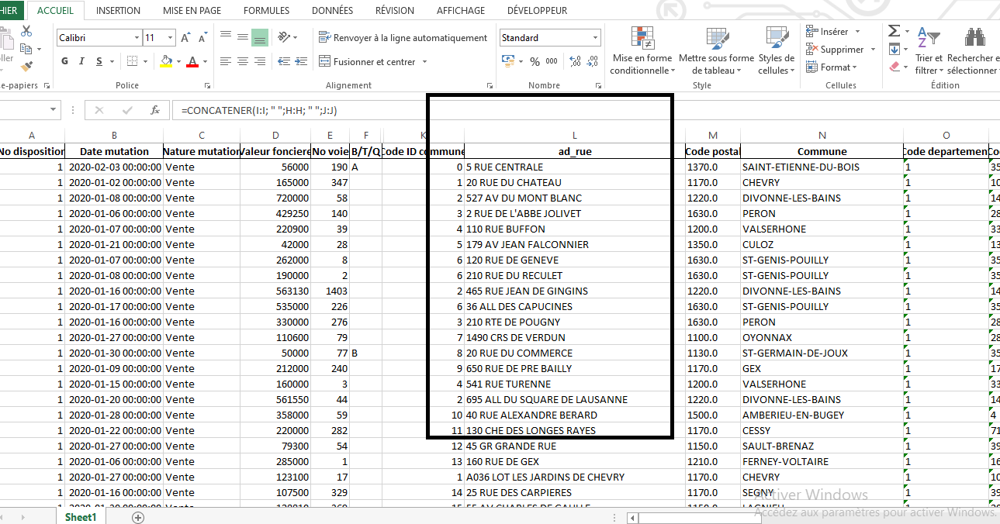 HIER ACCUEIL INSERTION MISE EN PAGE FORMULES DONNÉES RÉVISION AFFICHAGE DÉVELOPPEUR
Calibri 11 Renvoyer à la ligne automatiquement Standard Insérer
G I S Fusionner et centrer % 000 Mise en forme Mettre sous forme Styles de Supprimer Trier et Rechercher e
conditionnelle de tableau cellules Format filtrer sélectionner
e-papiers Police Alignement Nombre Style Cellules Édition
fx =CONCATENER(I:I; " ";H:H; " ";J:J)
A B C D E F K L M N O
No disposition Date mutation Nature mutation Valeur fonciere No voie B/T/Q Code ID commune ad_rue Code postal Commune Code departement Co
1 2020-02-03 00:00:00 Vente 56000 190 A 0 5 RUE CENTRALE 1370.0 SAINT-ETIENNE-DU-BOIS 1 35
1 2020-01-02 00:00:00 Vente 165000 347 1 20 RUE DU CHATEAU 1170.0 CHEVRY 1 10
1 2020-01-08 00:00:00 Vente 720000 58 2 527 AV DU MONT BLANC 1220.0 DIVONNE-LES-BAINS 1 14
1 2020-01-06 00:00:00 Vente 429250 140 3 2 RUE DE L'ABBE JOLIVET 1630.0 PERON 1 28
1 2020-01-07 00:00:00 Vente 220900 39 4 110 RUE BUFFON 1200.0 VALSERHONE 1 33
1 2020-01-21 00:00:00 Vente 42000 28 5 179 AV JEAN FALCONNIER 1350.0 CULOZ 1 13
1 2020-01-07 00:00:00 Vente 262000 8 6 120 RUE DE GENEVE 1630.0 ST-GENIS-POUILLY 1 35
1 2020-01-08 00:00:00 Vente 190000 2 6 210 RUE DU RECULET 1630.0 ST-GENIS-POUILLY 1 35
1 2020-01-16 00:00:00 Vente 563130 1403 2 465 RUE JEAN DE GINGINS 1220.0 DIVONNE-LES-BAINS 1 14
1 2020-01-17 00:00:00 Vente 535000 226 6 36 ALL DES CAPUCINES 1630.0 ST-GENIS-POUILLY 1 35
1 2020-01-16 00:00:00 Vente 330000 276 3 210 RTE DE POUGNY 1630.0 PERON 1 28
1 2020-01-27 00:00:00 Vente 110600 79 7 1490 CRS DE VERDUN 1100.0 OYONNAX 1 28
1 2020-01-30 00:00:00 Vente 50000 77 B 8 20 RUE DU COMMERCE 1130.0 ST-GERMAIN-DE-JOUX 1 35
1 2020-01-09 00:00:00 Vente 212000 240 9 650 RUE DE PRE BAILLY 1170.0 GEX 1 17
1 2020-01-15 00:00:00 Vente 160000 3 4 541 RUE TURENNE 1200.0 VALSERHONE 1 33
1 2020-01-20 00:00:00 Vente 561550 44 2 695 ALL DU SQUARE DE LAUSANNE 1220.0 DIVONNE-LES-BAINS 1 14
1 2020-01-28 00:00:00 Vente 358000 59 10 40 RUE ALEXANDRE BERARD 1500.0 AMBERIEU-EN-BUGEY 1 4
1 2020-01-22 00:00:00 Vente 220000 282 11 130 CHE DES LONGES RAYES 1170.0 CESSY 1 71
1 2020-01-27 00:00:00 Vente 79300 54 12 45 GR GRANDE RUE 1150.0 SAULT-BRENAZ 1 39
1 2020-01-06 00:00:00 Vente 285000 1 13 160 RUE DE GEX 1210.0 FERNEY-VOLTAIRE 1 16
1 2020-01-27 00:00:00 Vente 123100 17 1 A036 LOT LES JARDINS DE CHEVRY 1170.0 CHEVRY 1 10
1 2020-01-16 00:00:00 Vente 107500 329 14 25 RUE DES CARPIERES 1170.0 SEGNY 1 39
Activer Windows
Accédez aux paramètres pour activer Windows.
Sheet1